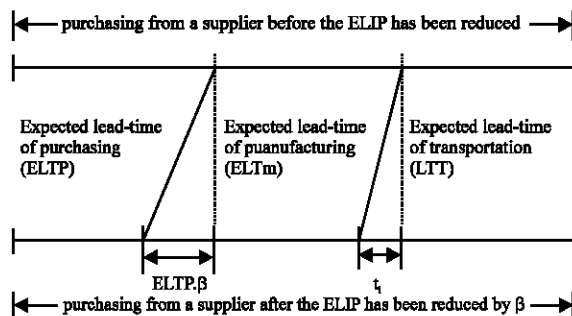 purchasing from a supplier before the ELIP has been reduced
Expected lead-time
of purchasing
(ELTP)
Expected lead-time
of puanufacturing
(ELTm)
Expected lead-time
of transportation
(LTT)
ELTP.β
t₁
purchasing from a supplier after the ELIP has been reduced by β